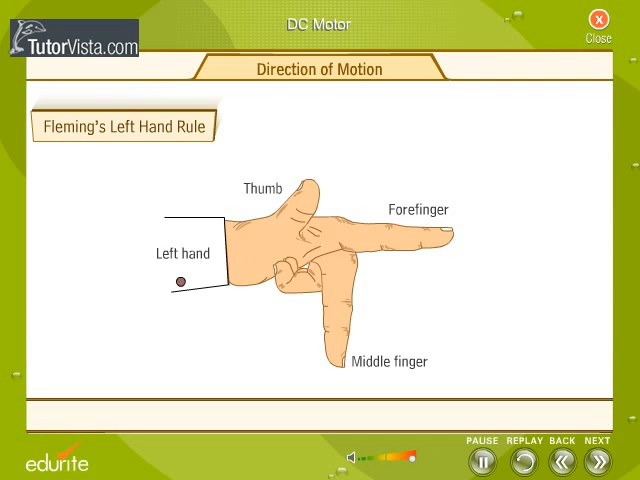 DC Motor
Close
TutorVista.com
Direction of Motion
Fleming's Left Hand Rule
Thumb
Forefinger
Left hand
Middle finger
PAUSE REPLAY BACK NEXT
edurite